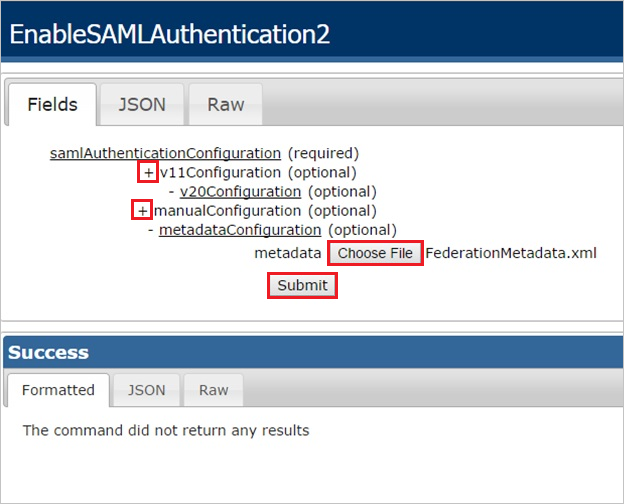 EnableSAMLAuthentication2
Fields JSON Raw
samlAuthenticationConfiguration (required)
+ v11Configuration (optional)
- v20Configuration (optional)
+ manualConfiguration (optional)
- metadataConfiguration (optional)
metadata Choose File FederationMetadata.xml
Submit
Success
Formatted JSON Raw
The command did not return any results